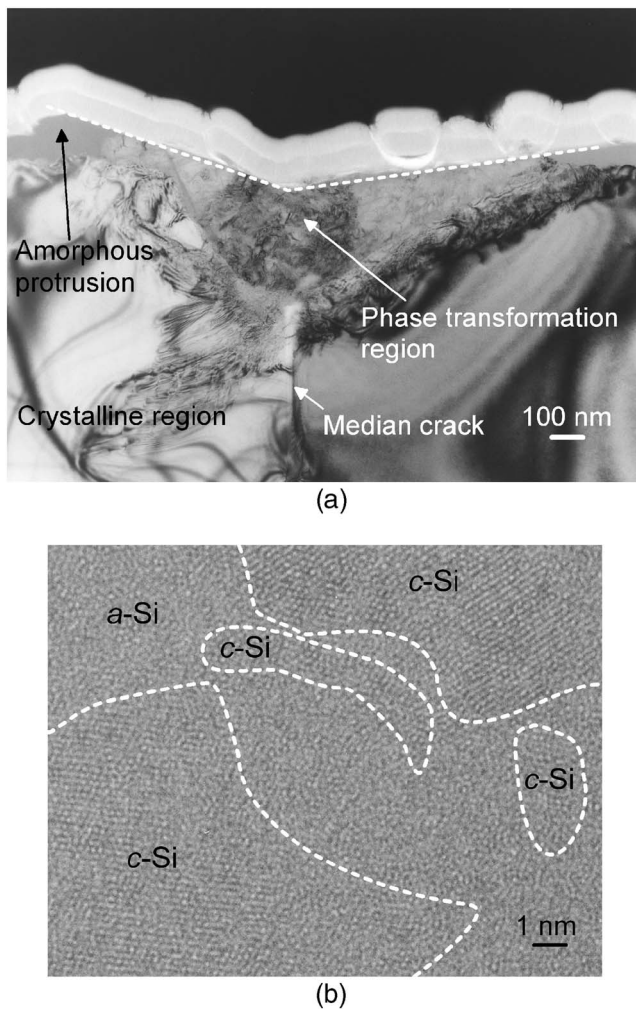 Amorphous
protrusion
Phase transformation
region
Crystalline region
Median crack
100 nm
(a)
c-Si
a-Si
c-Si
c-Si
c-Si
1 nm
(b)